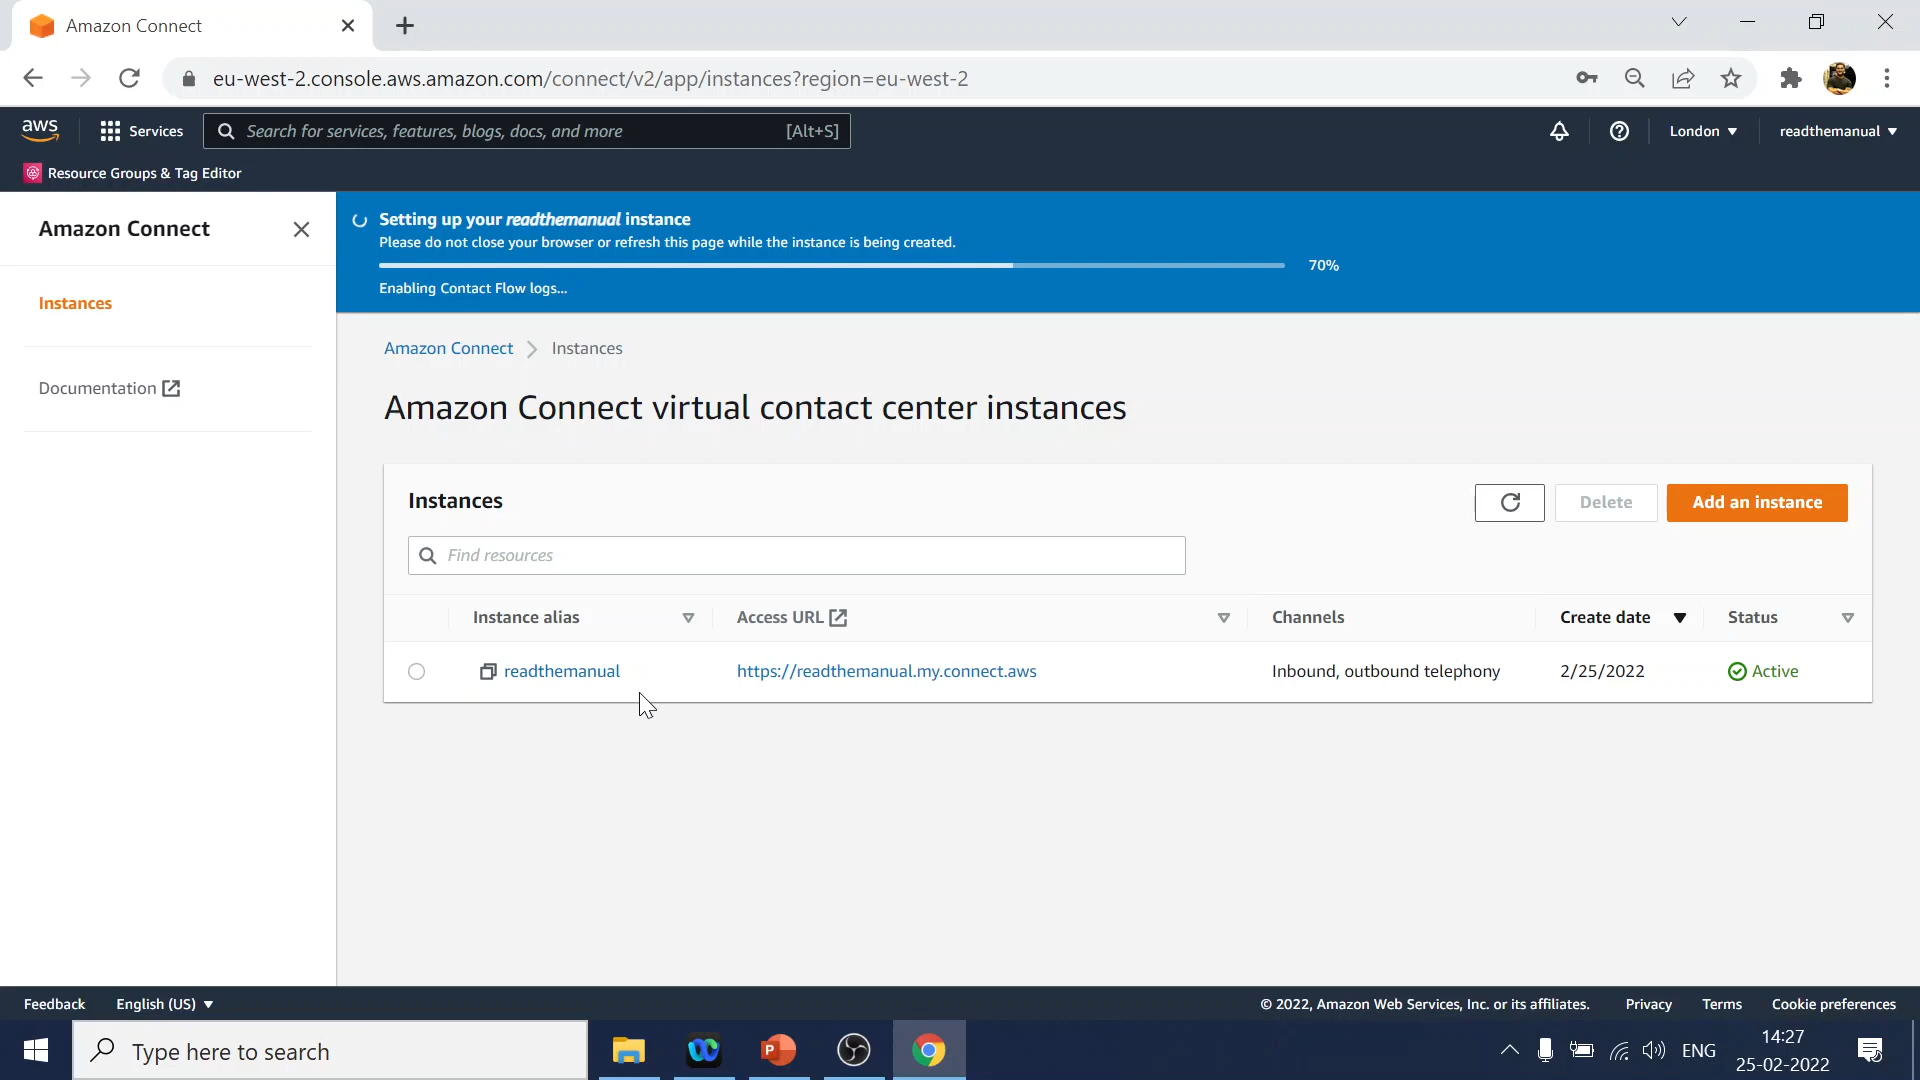 Amazon Connect
eu-west-2.console.aws.amazon.com/connect/v2/app/instances?region=eu-west-2
aws
Services
Search for services, features, blogs, docs, and more
[Alt+S]
London
readthemanual
Resource Groups & Tag Editor
Amazon Connect
Setting up your readthemanual instance
Please do not close your browser or refresh this page while the instance is being created.
70%
Enabling Contact Flow logs...
Instances
Documentation
Amazon Connect
Instances
Amazon Connect virtual contact center instances
Instances
Delete
Add an instance
Find resources
Instance alias
Access URL
Channels
Create date
Status
readthemanual
https://readthemanual.my.connect.aws
Inbound, outbound telephony
2/25/2022
Active
Feedback
English (US)
© 2022, Amazon Web Services, Inc. or its affiliates.
Privacy
Terms
Cookie preferences
Type here to search
P
ENG
14:27
25-02-2022